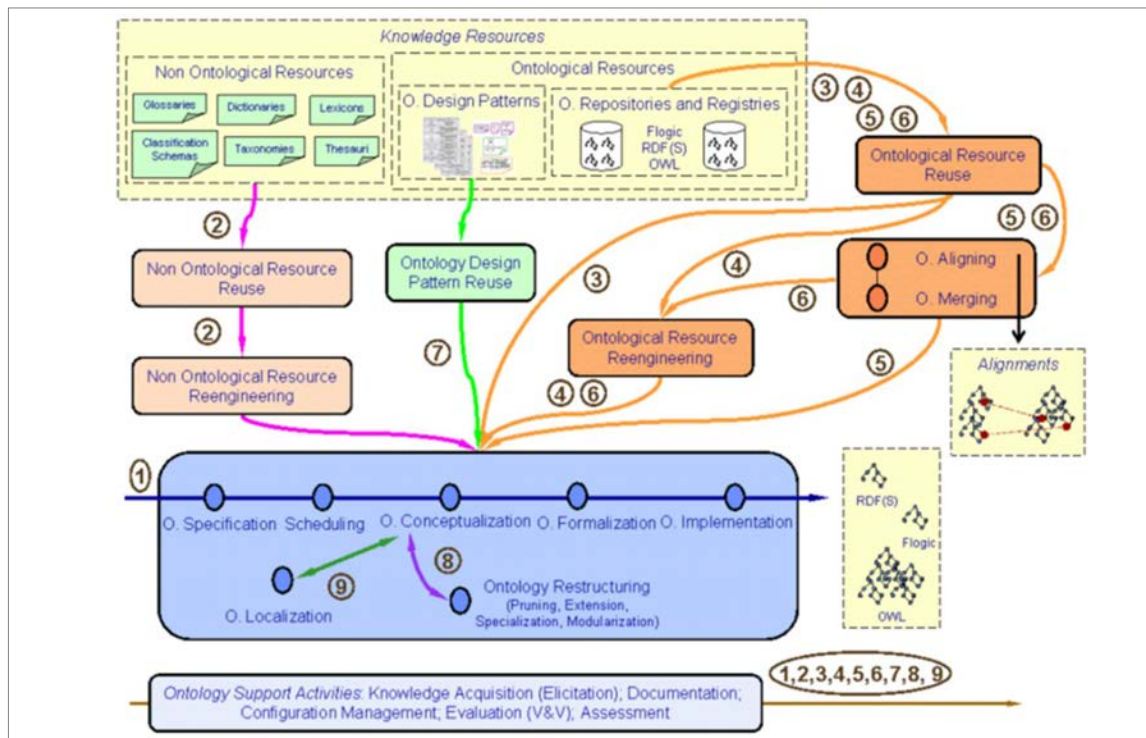 Knowledge Resources
Non Ontological Resources
Glossaries
Dictionaries
Lexicons
Classification
Schemas
Taxonomies
Thesauri
Ontological Resources
O. Design Patterns
O. Repositories and Registries
Flogic
RDF(S)
OWL
3 4
5 6
Ontological Resource
Reuse
5 6
2
Non Ontological Resource
Reuse
Ontology Design
Pattern Reuse
3
4
6
O. Aligning
O. Merging
2
7
Ontological Resource
Reengineering
5
Non Ontological Resource
Reengineering
4 6
Alignments
1
O. Specification
Scheduling
O. Conceptualization
O. Formalization
O. Implementation
9
8
O. Localization
Ontology Restructuring
(Pruning, Extension,
Specialization, Modularization)
RDF(S)
Flogic
OWL
1,2,3,4,5,6,7,8, 9
Ontology Support Activities: Knowledge Acquisition (Elicitation); Documentation;
Configuration Management; Evaluation (V&V); Assessment